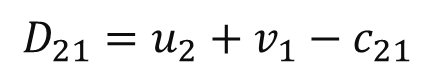 D₂₁ = u₂ + v₁ − c₂₁